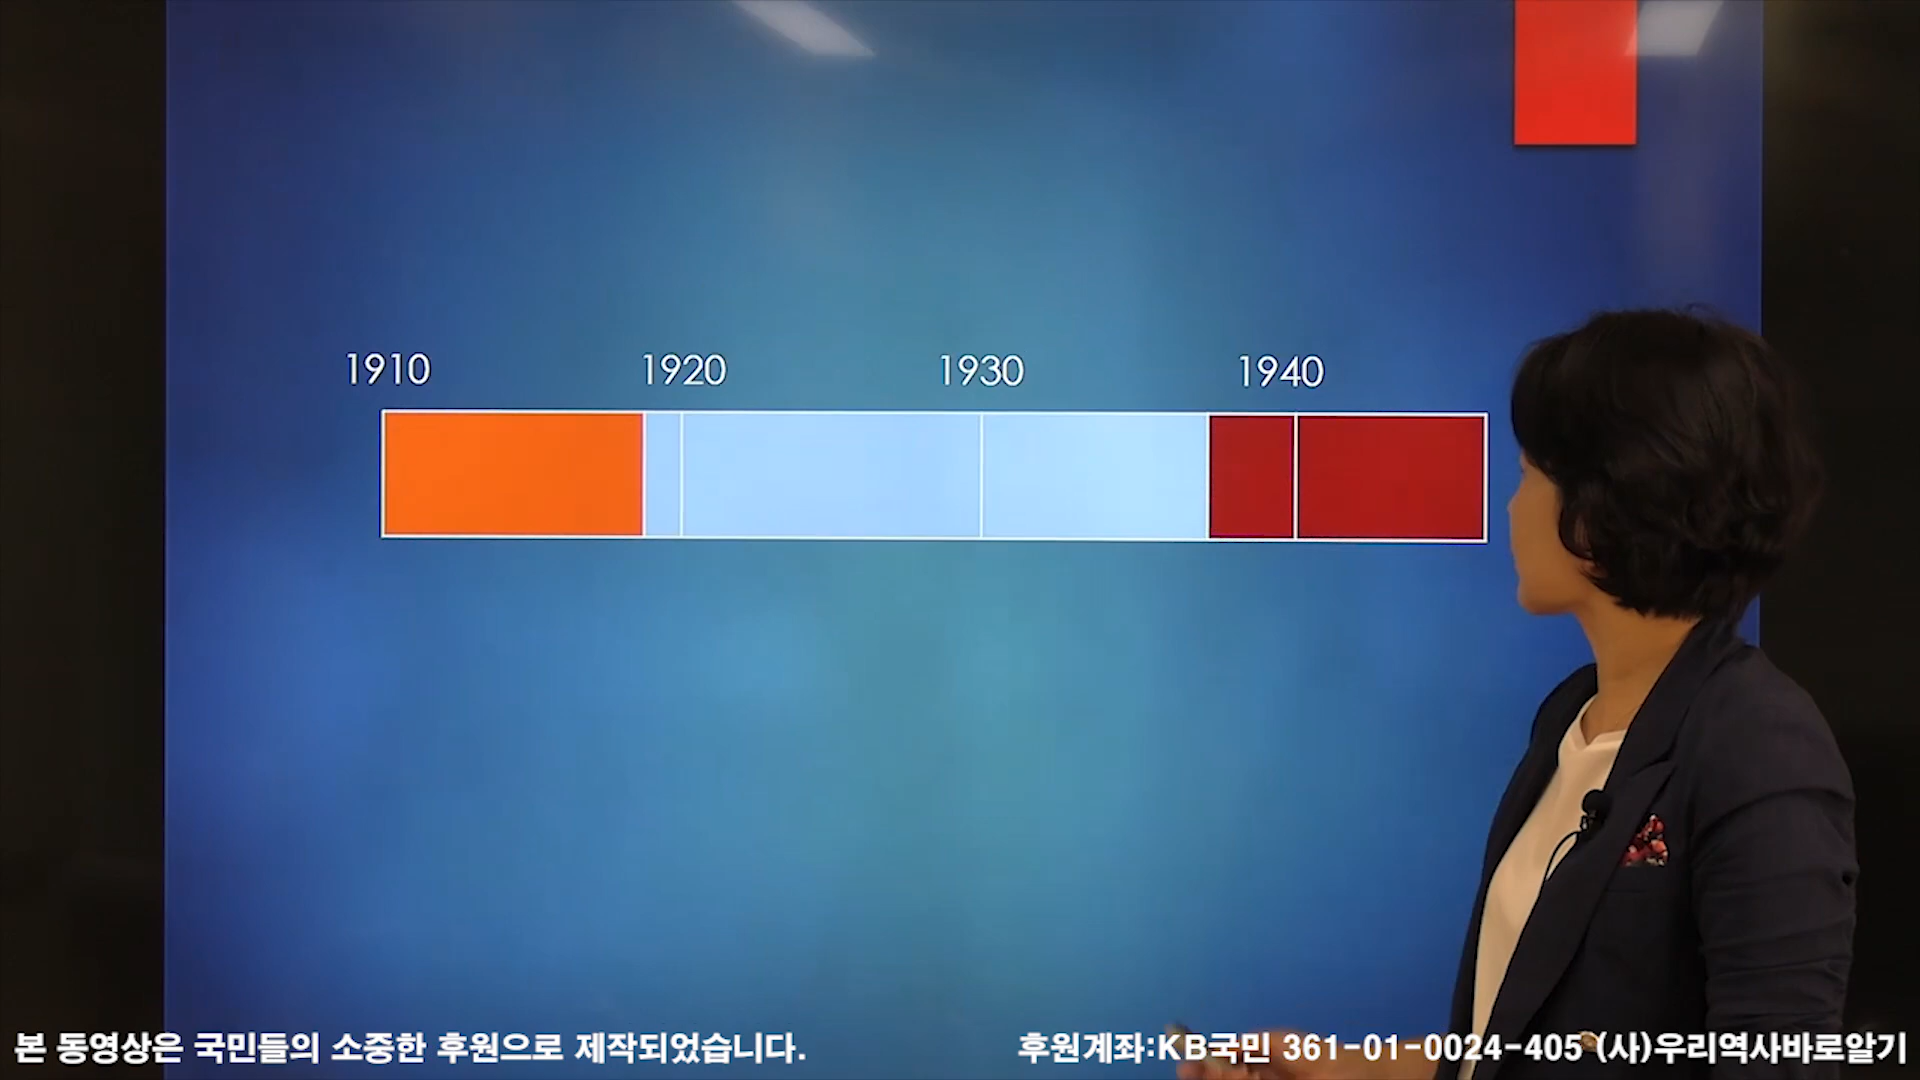 1910 1920 1930 1940
본 동영상은 국민들의 소중한 후원으로 제작되었습니다.
후원계좌:KB국민 361-01-0024-405 (사)우리역사바로알기